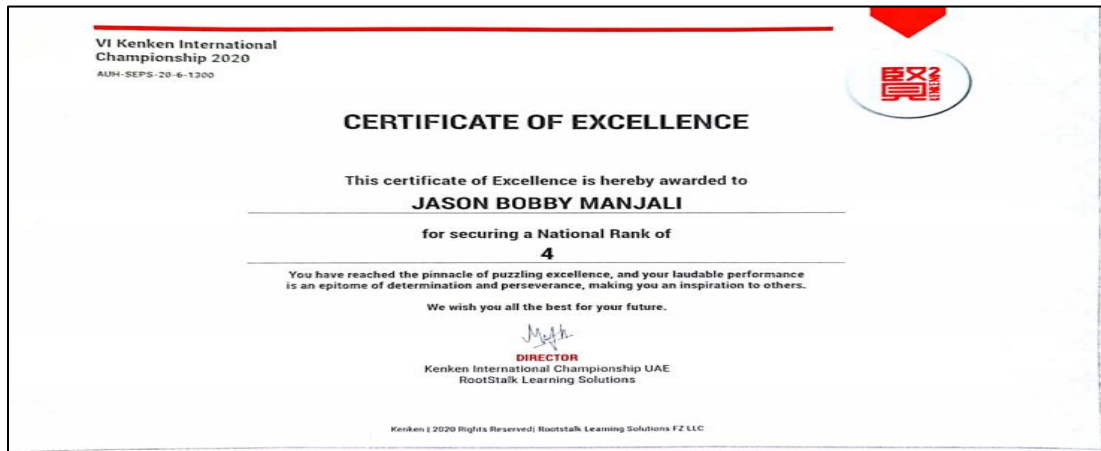 VI Kenken International
Championship 2020
AUH-SEPS-20-6-1300
賢
KENKEN
CERTIFICATE OF EXCELLENCE
This certificate of Excellence is hereby awarded to
JASON BOBBY MANJALI
for securing a National Rank of
4
You have reached the pinnacle of puzzling excellence, and your laudable performance
is an epitome of determination and perseverance, making you an inspiration to others.
We wish you all the best for your future.
DIRECTOR
Kenken International Championship UAE
RootStalk Learning Solutions
Kenken | 2020 Rights Reserved| Rootstalk Learning Solutions FZ LLC